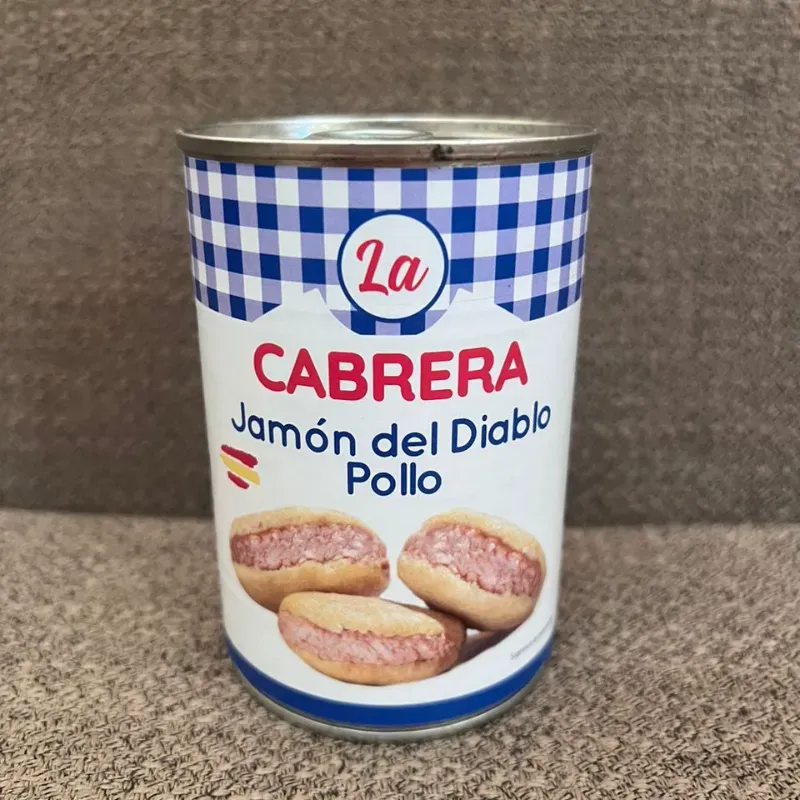 La
CABRERA
Jamón del Diablo
Pollo